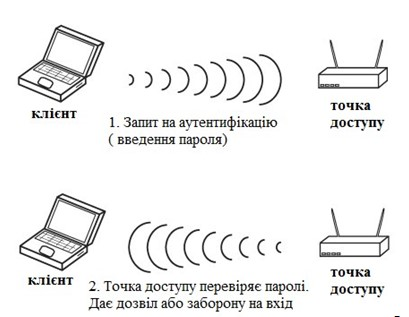 клієнт
точка
доступу
1. Запит на аутентифікацію
( введення пароля)
клієнт
точка
доступу
2. Точка доступу перевіряє паролі.
Дає дозвіл або заборону на вхід